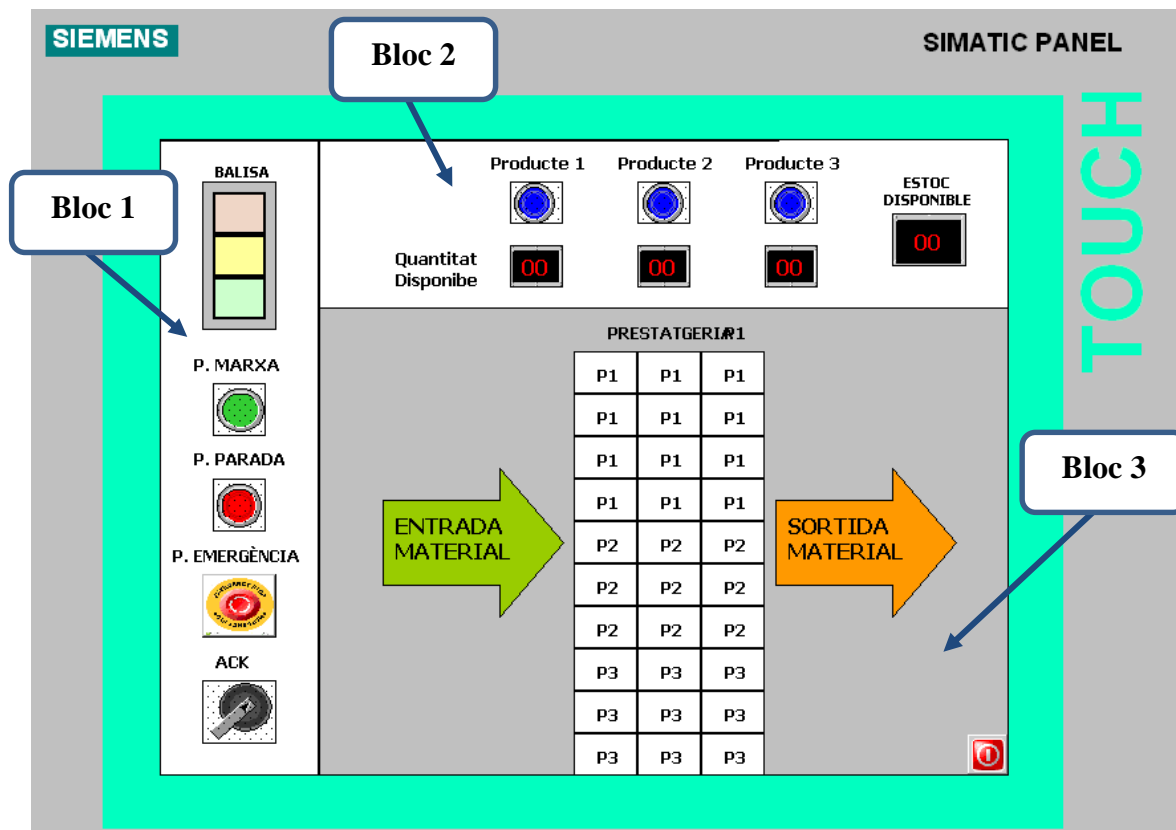 SIEMENS
SIMATIC PANEL
TOUCH
Bloc 2
Bloc 1
Bloc 3
BALISA
P. MARXA
P. PARADA
P. EMERGÈNCIA
ACK
Producte 1 Producte 2 Producte 3
ESTOC
DISPONIBLE
00
Quantitat
Disponibe
00 00 00
PRESTATGERIA
P1 P1 P1
P1 P1 P1
P1 P1 P1
P1 P1 P1
P2 P2 P2
P2 P2 P2
P2 P2 P2
P3 P3 P3
P3 P3 P3
P3 P3 P3
ENTRADA
MATERIAL
SORTIDA
MATERIAL